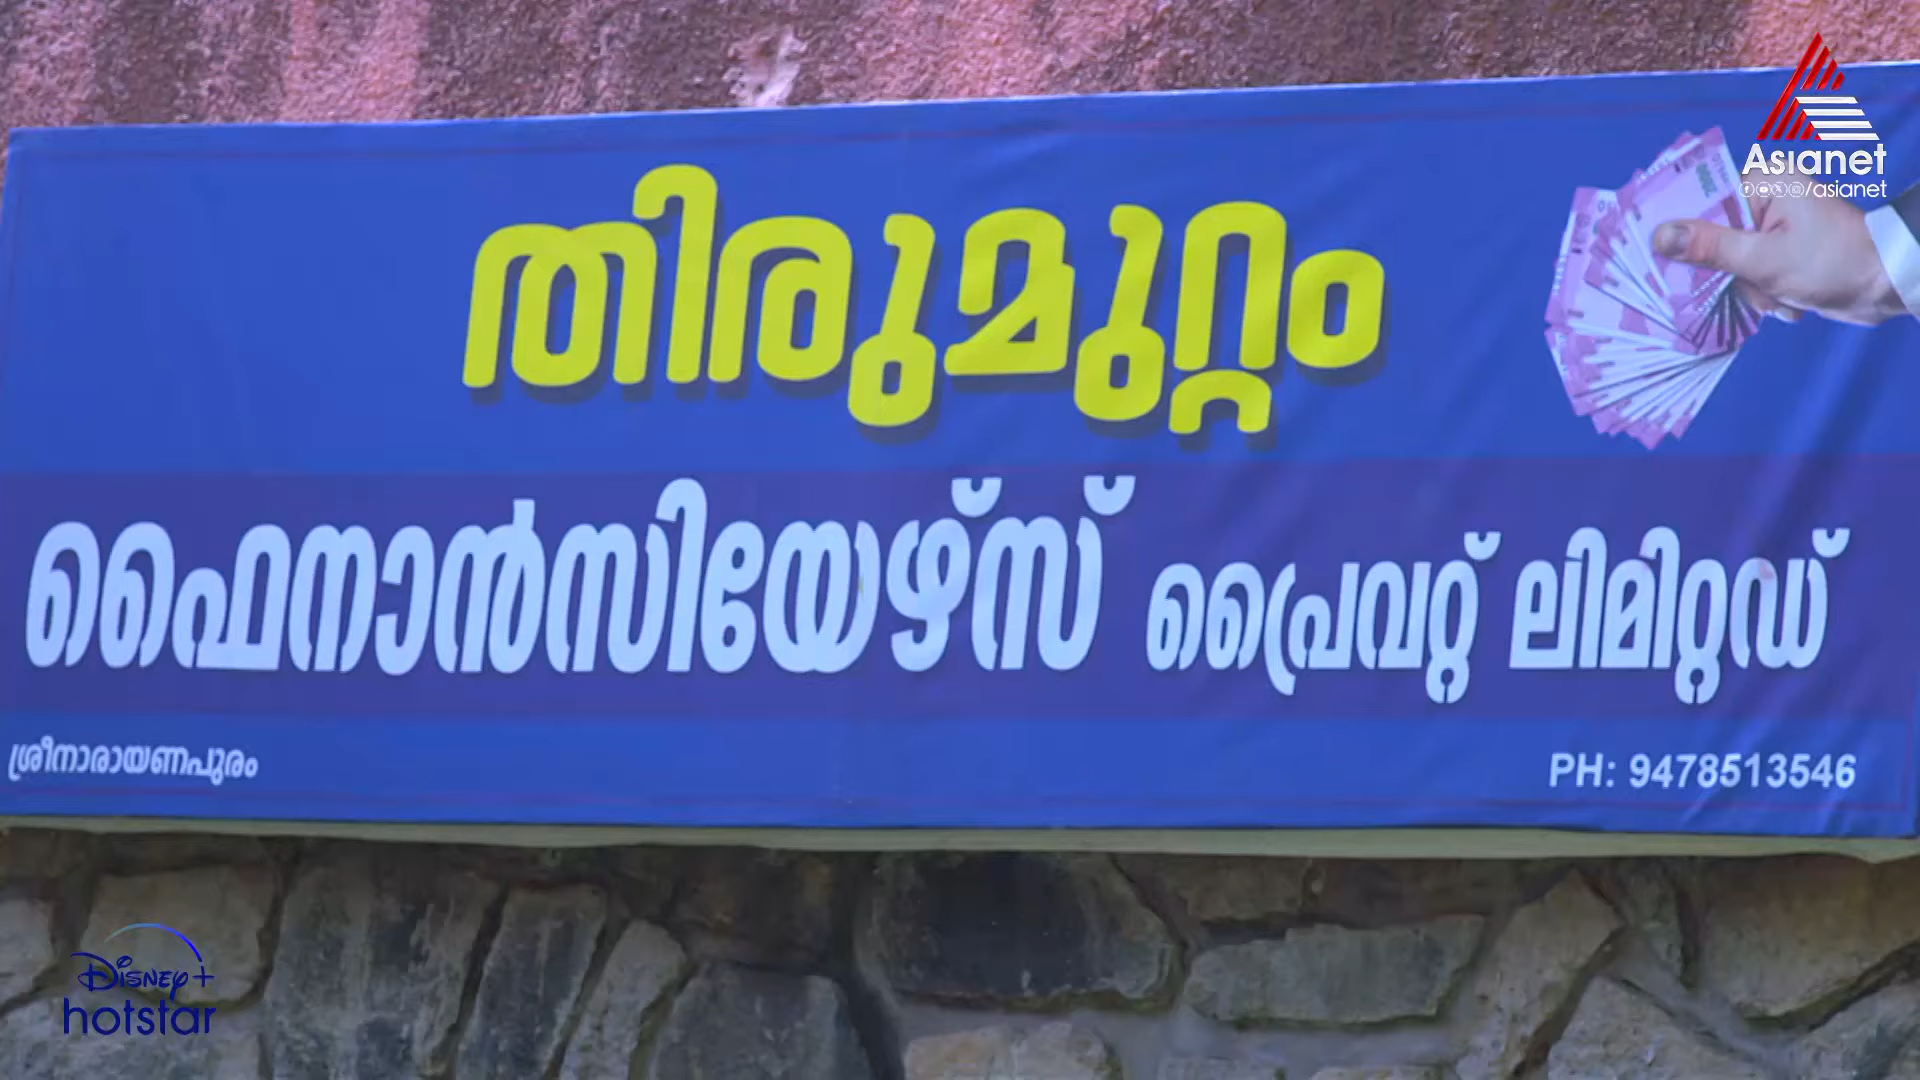 Asianet
/asianet
തിരുമുറ്റം
ഫൈനാൻസിയേഴ്സ് പ്രൈവറ്റ് ലിമിറ്റഡ്
ശ്രീനാരായണപുരം
PH: 9478513546
Disney+
hotstar